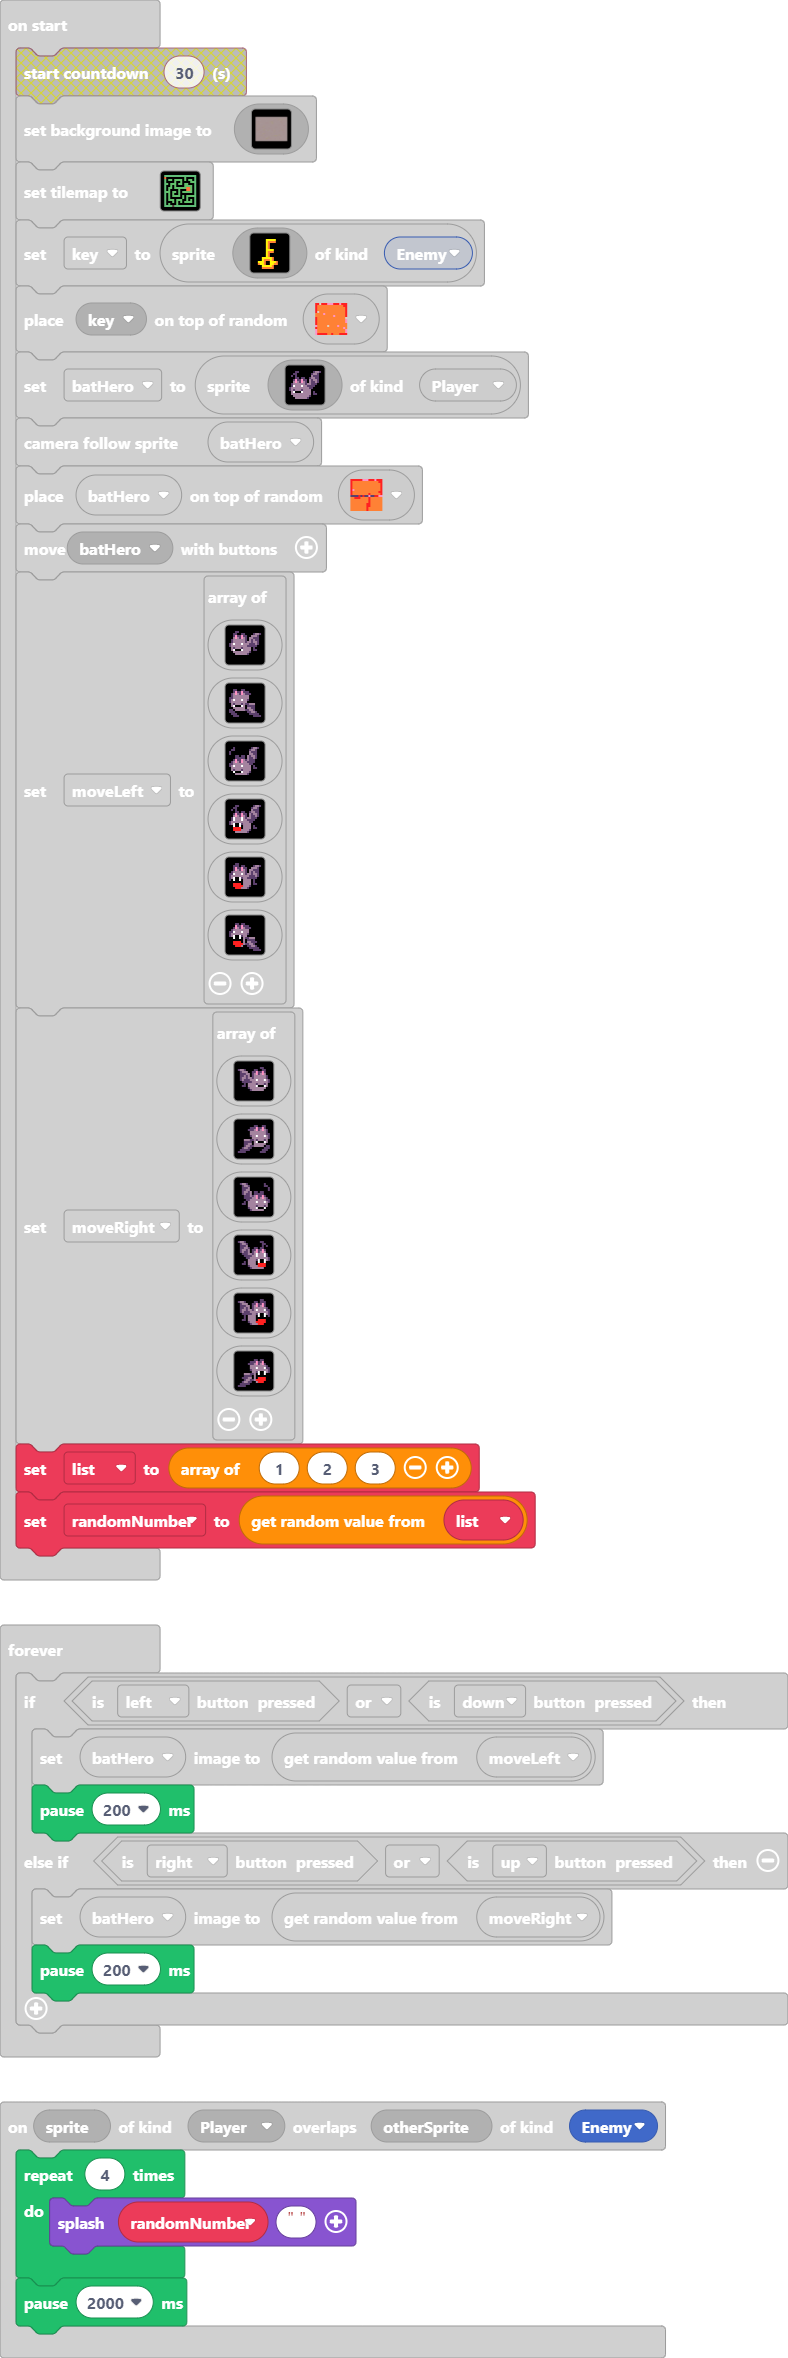 on start
start countdown 30 (s)
set background image to
set tilemap to
set key to sprite of kind Enemy
place key on top of random
set batHero to sprite of kind Player
camera follow sprite batHero
place batHero on top of random
move batHero with buttons
array of
set moveLeft to
array of
set moveRight to
set list to array of 1 2 3
set randomNumber to get random value from list
forever
if is left button pressed or is down button pressed then
set batHero image to get random value from moveLeft
pause 200 ms
else if is right button pressed or is up button pressed then
set batHero image to get random value from moveRight
pause 200 ms
on sprite of kind Player overlaps otherSprite of kind Enemy
repeat 4 times
do splash randomNumber " "
pause 2000 ms